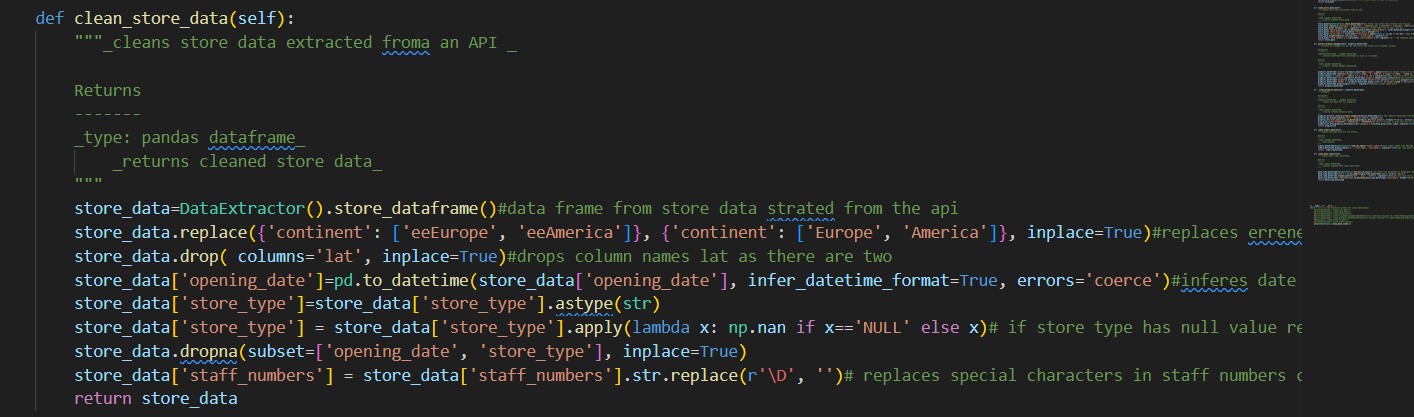 def clean_store_data(self):
"""_cleans store data extracted froma an API _
Returns
-------
_type: pandas dataframe_
_returns cleaned store data_
"""
store_data=DataExtractor().store_dataframe()#data frame from store data strated from the api
store_data.replace({'continent': ['eeEurope', 'eeAmerica']}, {'continent': ['Europe', 'America']}, inplace=True)#replaces errene
store_data.drop( columns='lat', inplace=True)#drops column names lat as there are two
store_data['opening_date']=pd.to_datetime(store_data['opening_date'], infer_datetime_format=True, errors='coerce')#inferes date
store_data['store_type']=store_data['store_type'].astype(str)
store_data['store_type'] = store_data['store_type'].apply(lambda x: np.nan if x=='NULL' else x)# if store type has null value re
store_data.dropna(subset=['opening_date', 'store_type'], inplace=True)
store_data['staff_numbers'] = store_data['staff_numbers'].str.replace(r'\D', '')# replaces special characters in staff numbers c
return store_data